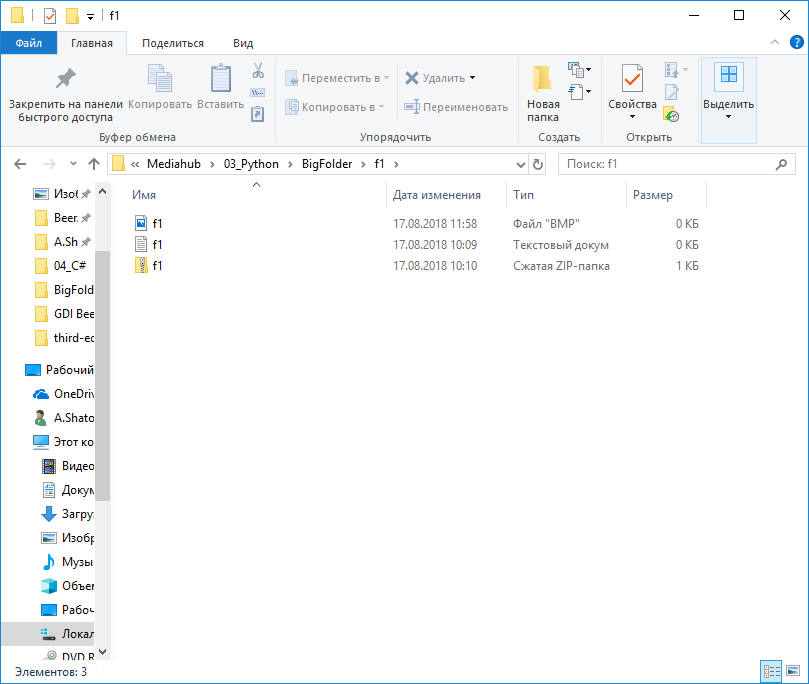 f1
Файл Главная Поделиться Вид
Закрепить на панели быстрого доступа
Копировать
Вставить
Буфер обмена
Переместить в
Копировать в
Удалить
Переименовать
Упорядочить
Новая папка
Создать
Свойства
Открыть
Выделить
« Mediahub > 03_Python > BigFolder > f1 >
Поиск: f1
Имя Дата изменения Тип Размер
f1 17.08.2018 11:58 Файл "BMP" 0 КБ
f1 17.08.2018 10:09 Текстовый докум 0 КБ
f1 17.08.2018 10:10 Сжатая ZIP-папка 1 КБ
Изоб
Beer.
A.Sh
04_C#
BigFold
GDI Bee
third-ec
Рабочий
OneDriv
A.Shato
Этот ко
Видео
Докум
Загру
Изобр
Музы
Объем
Рабоч
Локал
DVD R
Элементов: 3